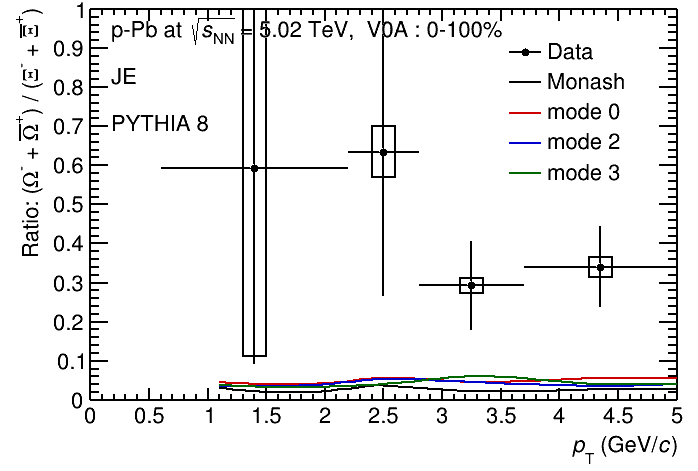 p-Pb at √sNN = 5.02 TeV, V0A : 0-100%
JE
PYTHIA 8
Data
Monash
mode 0
mode 2
mode 3
Ratio: (Ω⁻ + Ω̅⁺) / (Ξ⁻ + Ξ̅⁺)
1
0.9
0.8
0.7
0.6
0.5
0.4
0.3
0.2
0.1
0
0 0.5 1 1.5 2 2.5 3 3.5 4 4.5 5
pT (GeV/c)